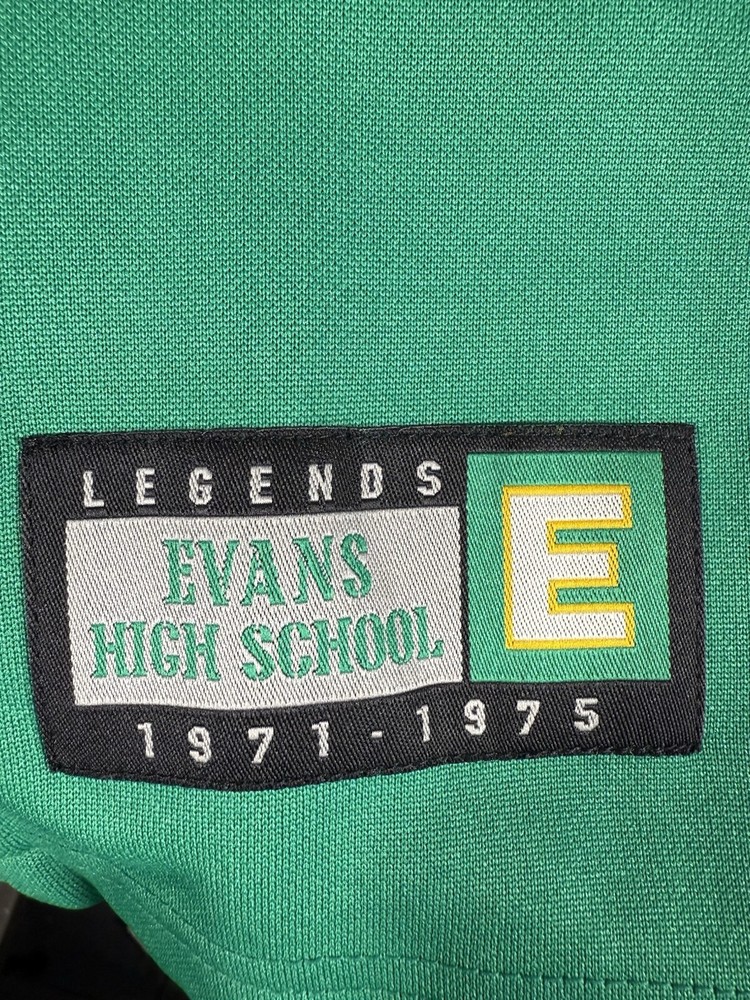 LEGENDS
EVANS
HIGH SCHOOL
E
1971-1975